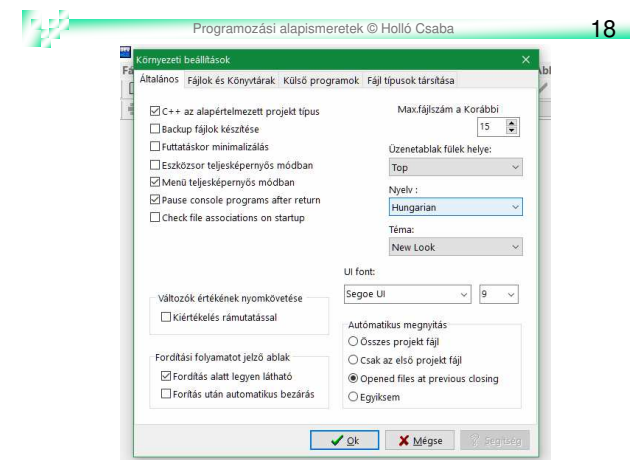 Programozási alapismeretek © Holló Csaba
18
Környezeti beállítások
Általános Fájlok és Könyvtárak Külső programok Fájl típusok társítása
C++ az alapértelmezett projekt típus
Backup fájlok készítése
Futtatáskor minimalizálás
Eszközsor teljesképernyős módban
Menü teljesképernyős módban
Pause console programs after return
Check file associations on startup
Max.fájlszám a Korábbi
15
Üzenetablak fülek helye:
Top
Nyelv :
Hungarian
Téma:
New Look
UI font:
Segoe UI 9
Változók értékének nyomkövetése
Kiértékelés rámutatással
Fordítási folyamatot jelző ablak
Fordítás alatt legyen látható
Forítás után automatikus bezárás
Autómatikus megnyitás
Összes projekt fájl
Csak az első projekt fájl
Opened files at previous closing
Egyiksem
Ok Mégse Segítség